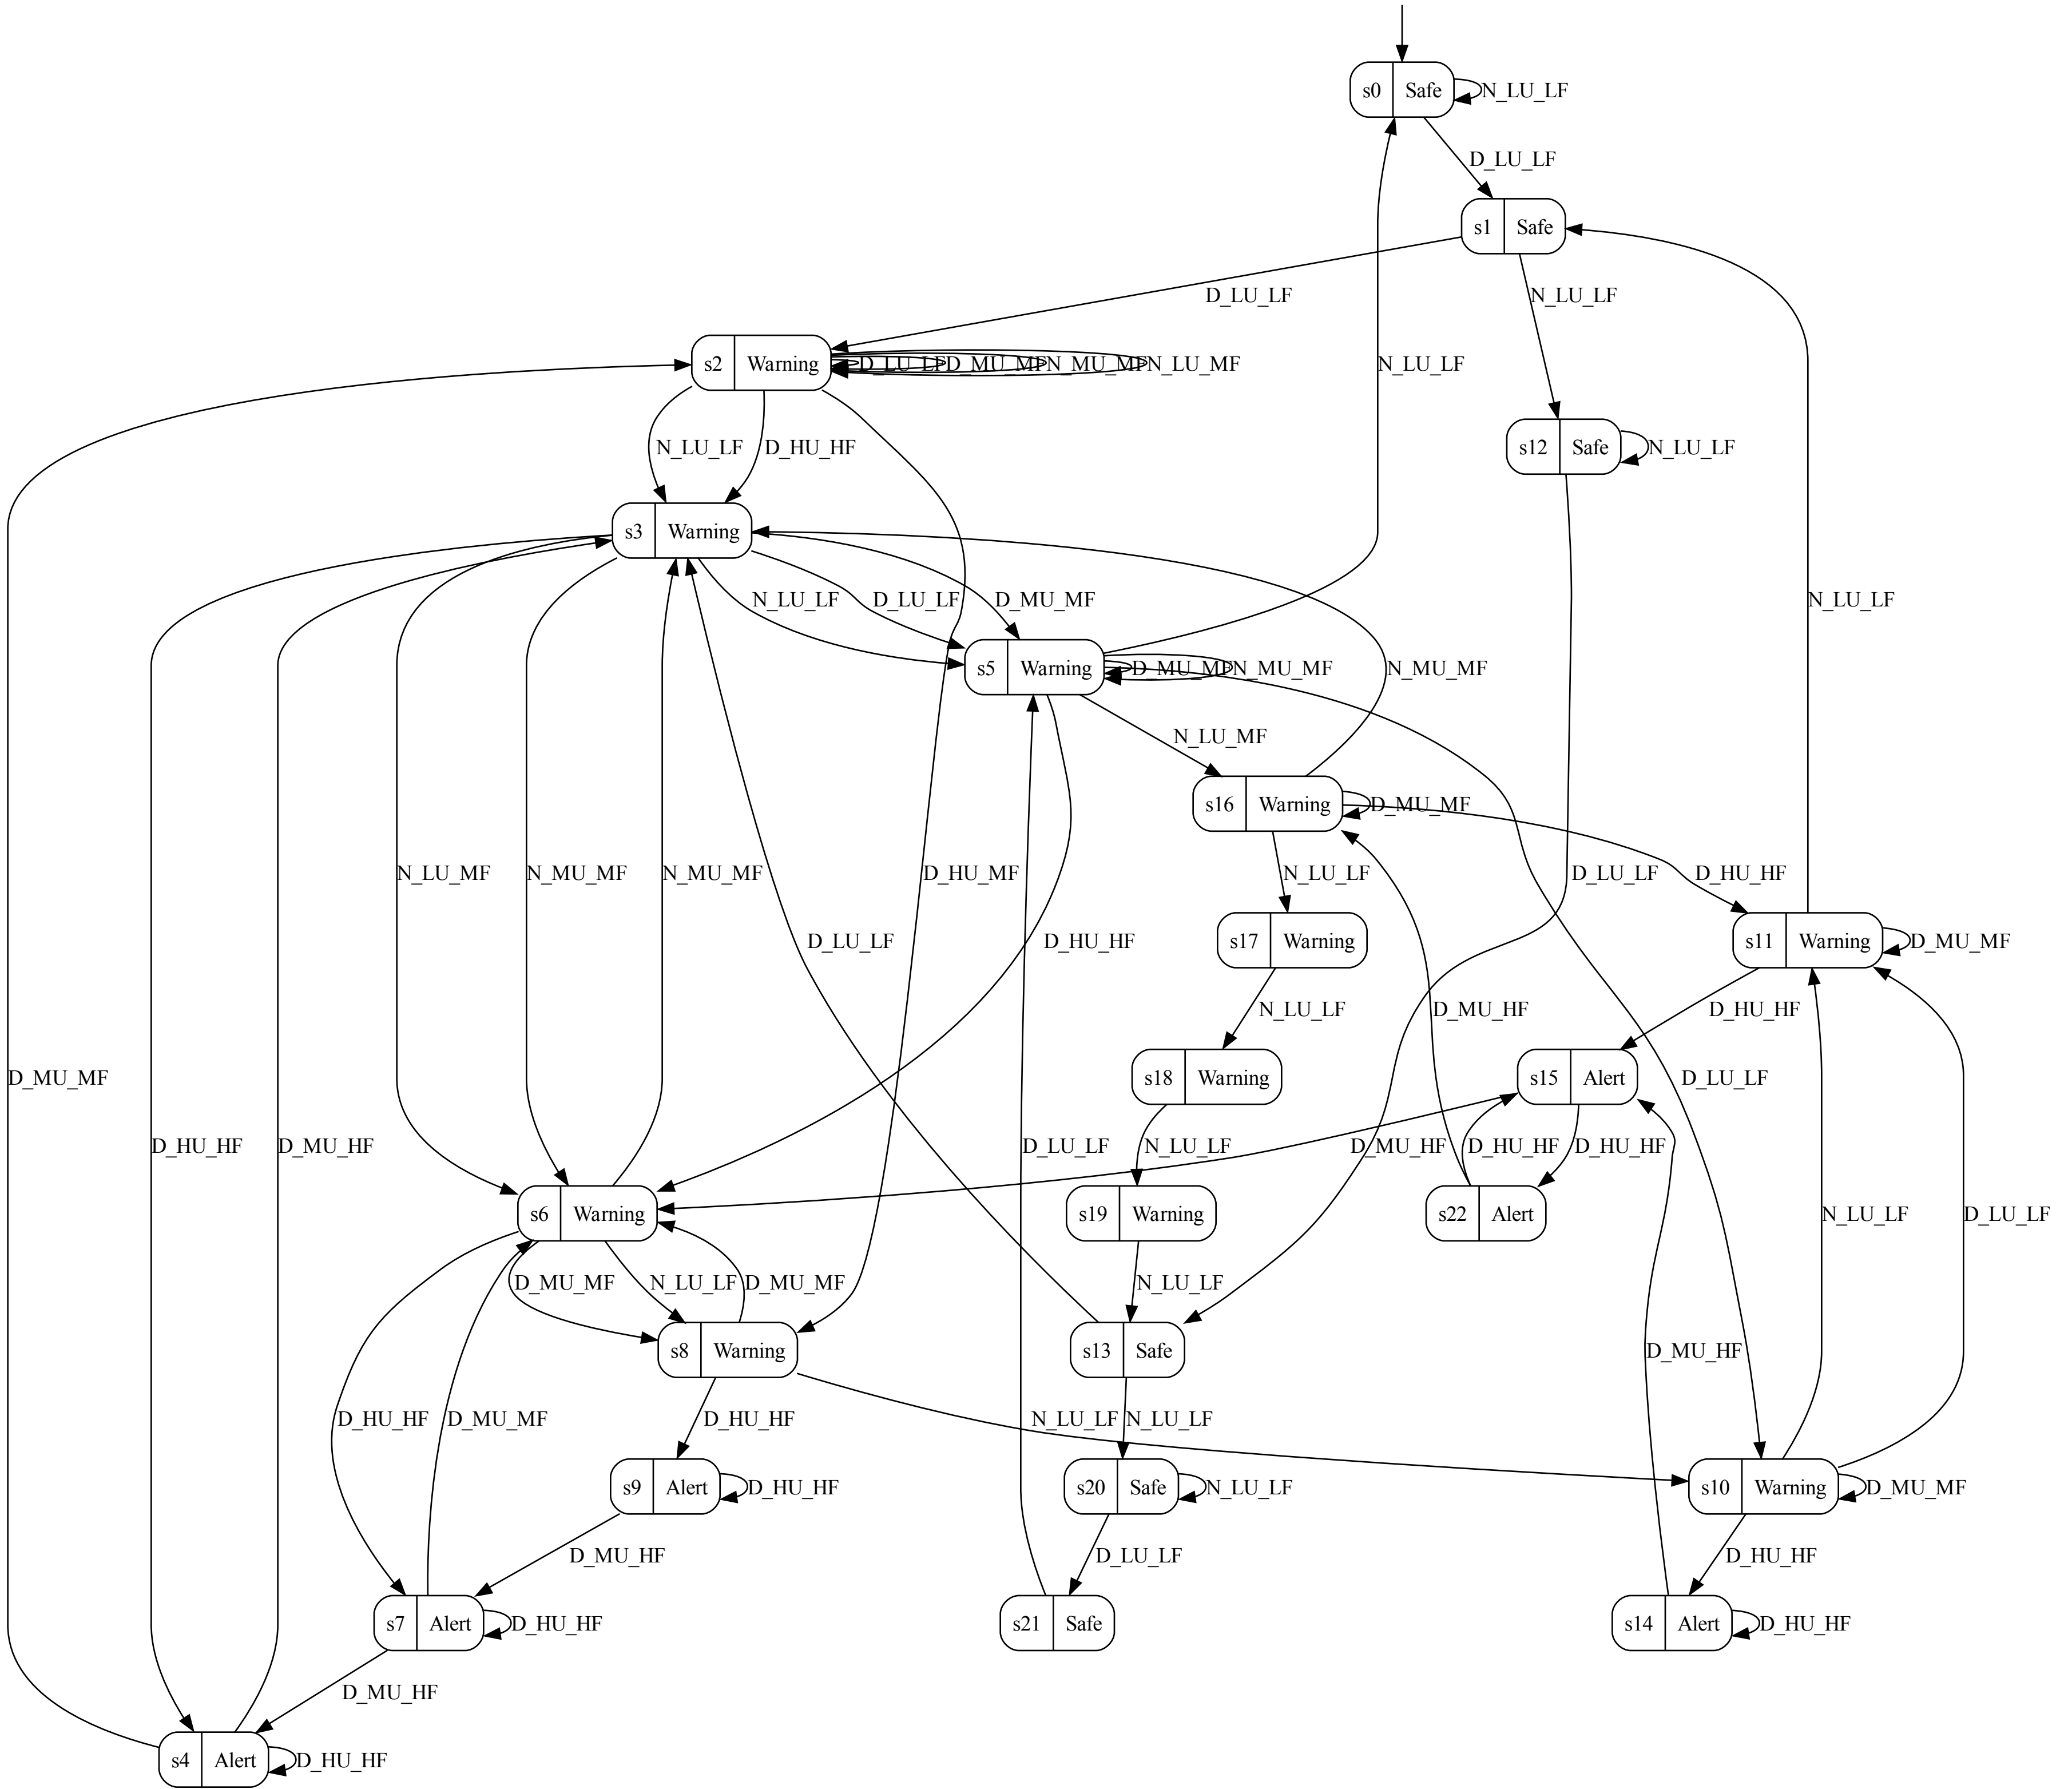 s0 Safe
N_LU_LF
D_LU_LF
s1 Safe
D_LU_LF
N_LU_LF
s2 Warning
D_LU_LF
D_MU_MF
N_MU_MF
N_LU_MF
N_LU_LF
s12 Safe
N_LU_LF
N_LU_LF
D_HU_HF
s3 Warning
N_LU_LF
D_LU_LF
D_MU_MF
N_LU_LF
s5 Warning
D_MU_MF
N_MU_MF
N_MU_MF
N_LU_MF
s16 Warning
D_MU_MF
N_LU_MF
N_MU_MF
N_MU_MF
D_HU_MF
N_LU_LF
D_LU_LF
D_HU_HF
D_LU_LF
D_HU_HF
s17 Warning
s11 Warning
D_MU_MF
N_LU_LF
D_MU_HF
D_HU_HF
D_MU_MF
s18 Warning
s15 Alert
D_LU_LF
D_HU_HF
D_MU_HF
D_LU_LF
N_LU_LF
D_MU_HF
D_HU_HF
D_HU_HF
s6 Warning
s19 Warning
s22 Alert
N_LU_LF
D_LU_LF
D_MU_MF
N_LU_LF
D_MU_MF
N_LU_LF
s8 Warning
s13 Safe
D_MU_HF
D_HU_HF
D_MU_MF
D_HU_HF
N_LU_LF
N_LU_LF
s9 Alert
D_HU_HF
s20 Safe
N_LU_LF
s10 Warning
D_MU_MF
D_MU_HF
D_LU_LF
D_HU_HF
s7 Alert
D_HU_HF
s21 Safe
s14 Alert
D_HU_HF
D_MU_HF
s4 Alert
D_HU_HF